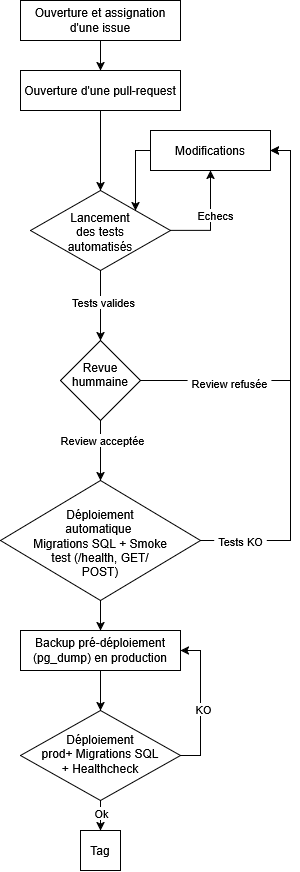 Ouverture et assignation
d'une issue
Ouverture d'une pull-request
Modifications
Lancement
des tests
automatisés
Echecs
Tests valides
Revue
hummaine
Review refusée
Review acceptée
Déploiement
automatique
Migrations SQL + Smoke
test (/health, GET/
POST)
Tests KO
Backup pré-déploiement
(pg_dump) en production
KO
Déploiement
prod+ Migrations SQL
+ Healthcheck
Ok
Tag